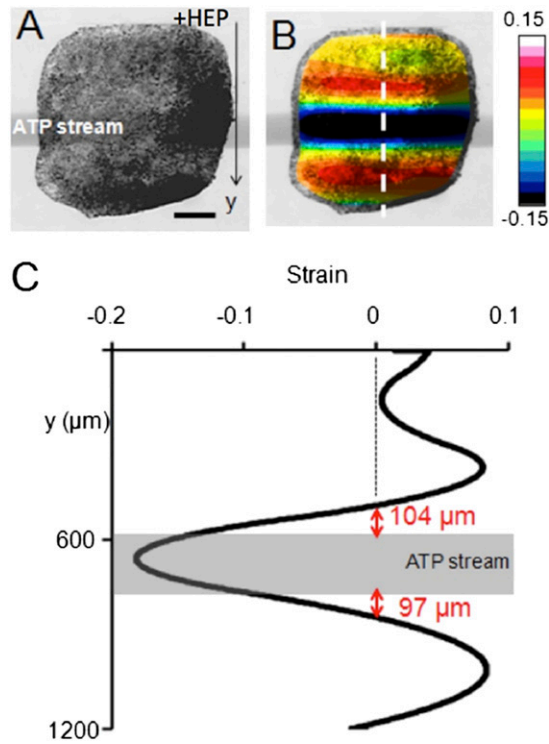 A
+HEP
ATP stream
y
B
0.15
-0.15
C
Strain
-0.2 -0.1 0 0.1
y (µm)
104 µm
600
ATP stream
97 µm
1200